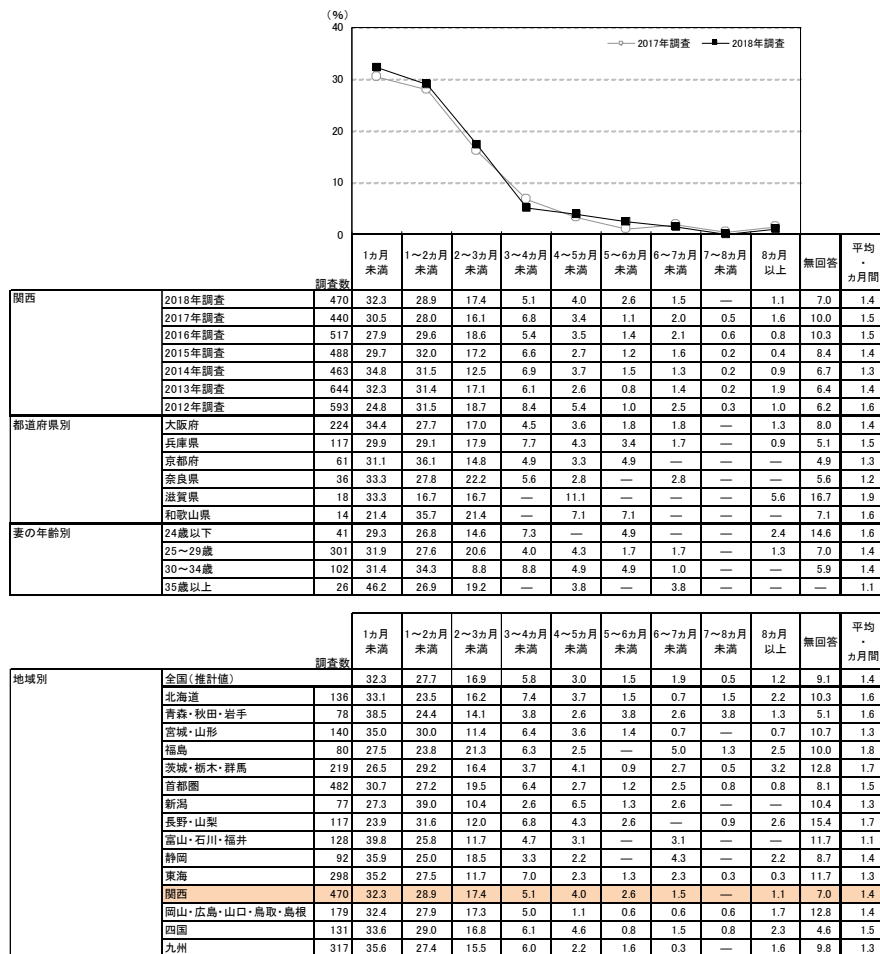 (%)
40
2017年調査 2018年調査
30
20
10
0
調査数 1ヵ月未満 1～2ヵ月未満 2～3ヵ月未満 3～4ヵ月未満 4～5ヵ月未満 5～6ヵ月未満 6～7ヵ月未満 7～8ヵ月未満 8ヵ月以上 無回答 平均・ヵ月間
関西 2018年調査 470 32.3 28.9 17.4 5.1 4.0 2.6 1.5 — 1.1 7.0 1.4
2017年調査 440 30.5 28.0 16.1 6.8 3.4 1.1 2.0 0.5 1.6 10.0 1.5
2016年調査 517 27.9 29.6 18.6 5.4 3.5 1.4 2.1 0.6 0.8 10.3 1.5
2015年調査 488 29.7 32.0 17.2 6.6 2.7 1.2 1.6 0.2 0.4 8.4 1.4
2014年調査 463 34.8 31.5 12.5 6.9 3.7 1.5 1.3 0.2 0.9 6.7 1.3
2013年調査 644 32.3 31.4 17.1 6.1 2.6 0.8 1.4 0.2 1.9 6.4 1.4
2012年調査 593 24.8 31.5 18.7 8.4 5.4 1.0 2.5 0.3 1.0 6.2 1.6
都道府県別 大阪府 224 34.4 27.7 17.0 4.5 3.6 1.8 1.8 — 1.3 8.0 1.4
兵庫県 117 29.9 29.1 17.9 7.7 4.3 3.4 1.7 — 0.9 5.1 1.5
京都府 61 31.1 36.1 14.8 4.9 3.3 4.9 — — — 4.9 1.3
奈良県 36 33.3 27.8 22.2 5.6 2.8 — 2.8 — — 5.6 1.2
滋賀県 18 33.3 16.7 16.7 — 11.1 — — — 5.6 16.7 1.9
和歌山県 14 21.4 35.7 21.4 — 7.1 7.1 — — — 7.1 1.6
妻の年齢別 24歳以下 41 29.3 26.8 14.6 7.3 — 4.9 — — 2.4 14.6 1.6
25～29歳 301 31.9 27.6 20.6 4.0 4.3 1.7 1.7 — 1.3 7.0 1.4
30～34歳 102 31.4 34.3 8.8 8.8 4.9 4.9 1.0 — — 5.9 1.4
35歳以上 26 46.2 26.9 19.2 — 3.8 — 3.8 — — — 1.1
調査数 1ヵ月未満 1～2ヵ月未満 2～3ヵ月未満 3～4ヵ月未満 4～5ヵ月未満 5～6ヵ月未満 6～7ヵ月未満 7～8ヵ月未満 8ヵ月以上 無回答 平均・ヵ月間
地域別 全国(推計値) 32.3 27.7 16.9 5.8 3.0 1.5 1.9 0.5 1.2 9.1 1.4
北海道 136 33.1 23.5 16.2 7.4 3.7 1.5 0.7 1.5 2.2 10.3 1.6
青森・秋田・岩手 78 38.5 24.4 14.1 3.8 2.6 3.8 2.6 3.8 1.3 5.1 1.6
宮城・山形 140 35.0 30.0 11.4 6.4 3.6 1.4 0.7 — 0.7 10.7 1.3
福島 80 27.5 23.8 21.3 6.3 2.5 — 5.0 1.3 2.5 10.0 1.8
茨城・栃木・群馬 219 26.5 29.2 16.4 3.7 4.1 0.9 2.7 0.5 3.2 12.8 1.7
首都圏 482 30.7 27.2 19.5 6.4 2.7 1.2 2.5 0.8 0.8 8.1 1.5
新潟 77 27.3 39.0 10.4 2.6 6.5 1.3 2.6 — — 10.4 1.3
長野・山梨 117 23.9 31.6 12.0 6.8 4.3 2.6 — 0.9 2.6 15.4 1.7
富山・石川・福井 128 39.8 25.8 11.7 4.7 3.1 — 3.1 — — 11.7 1.1
静岡 92 35.9 25.0 18.5 3.3 2.2 — 4.3 — 2.2 8.7 1.4
東海 298 35.2 27.5 11.7 7.0 2.3 1.3 2.3 0.3 0.3 11.7 1.3
関西 470 32.3 28.9 17.4 5.1 4.0 2.6 1.5 — 1.1 7.0 1.4
岡山・広島・山口・鳥取・島根 179 32.4 27.9 17.3 5.0 1.1 0.6 0.6 0.6 1.7 12.8 1.4
四国 131 33.6 29.0 16.8 6.1 4.6 0.8 1.5 0.8 2.3 4.6 1.5
九州 317 35.6 27.4 15.5 6.0 2.2 1.6 0.3 — 1.6 9.8 1.3